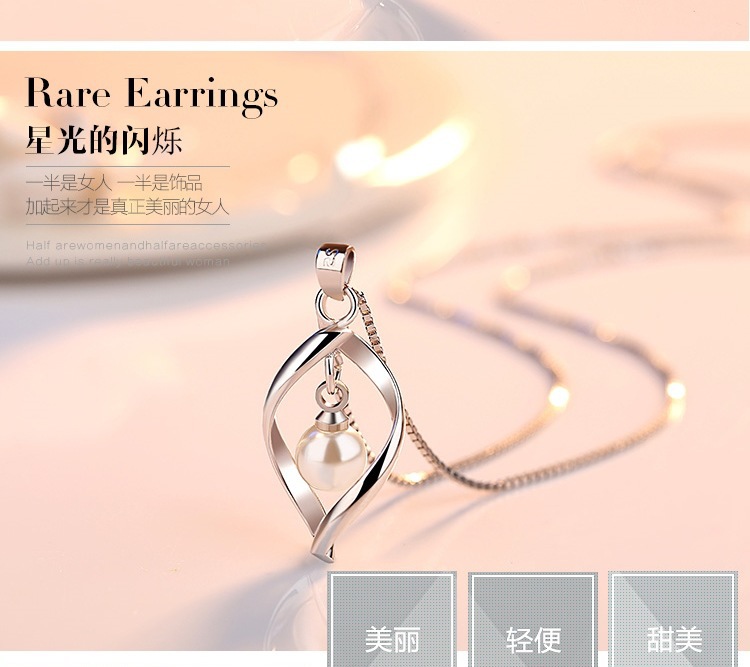 Rare Earrings
星光的闪烁
一半是女人 一半是饰品
加起来才是真正美丽的女人
Half arewomenandhalfareaccessories
Add up is really beautiful woman
美丽
轻便
甜美